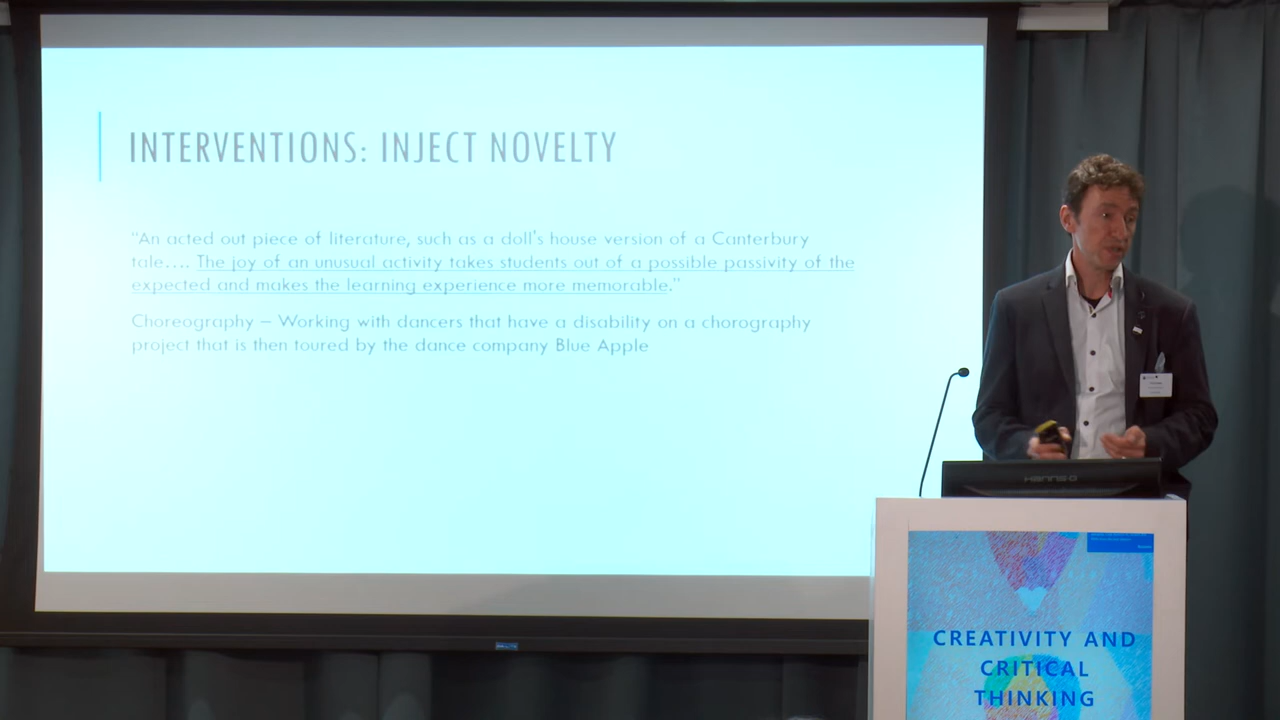 INTERVENTIONS: INJECT NOVELTY
"An acted out piece of literature, such as a doll's house version of a Canterbury
tale.... The joy of an unusual activity takes students out of a possible passivity of the
expected and makes the learning experience more memorable."
Choreography – Working with dancers that have a disability on a chorography
project that is then toured by the dance company Blue Apple
HANNS G
CREATIVITY AND
CRITICAL
THINKING